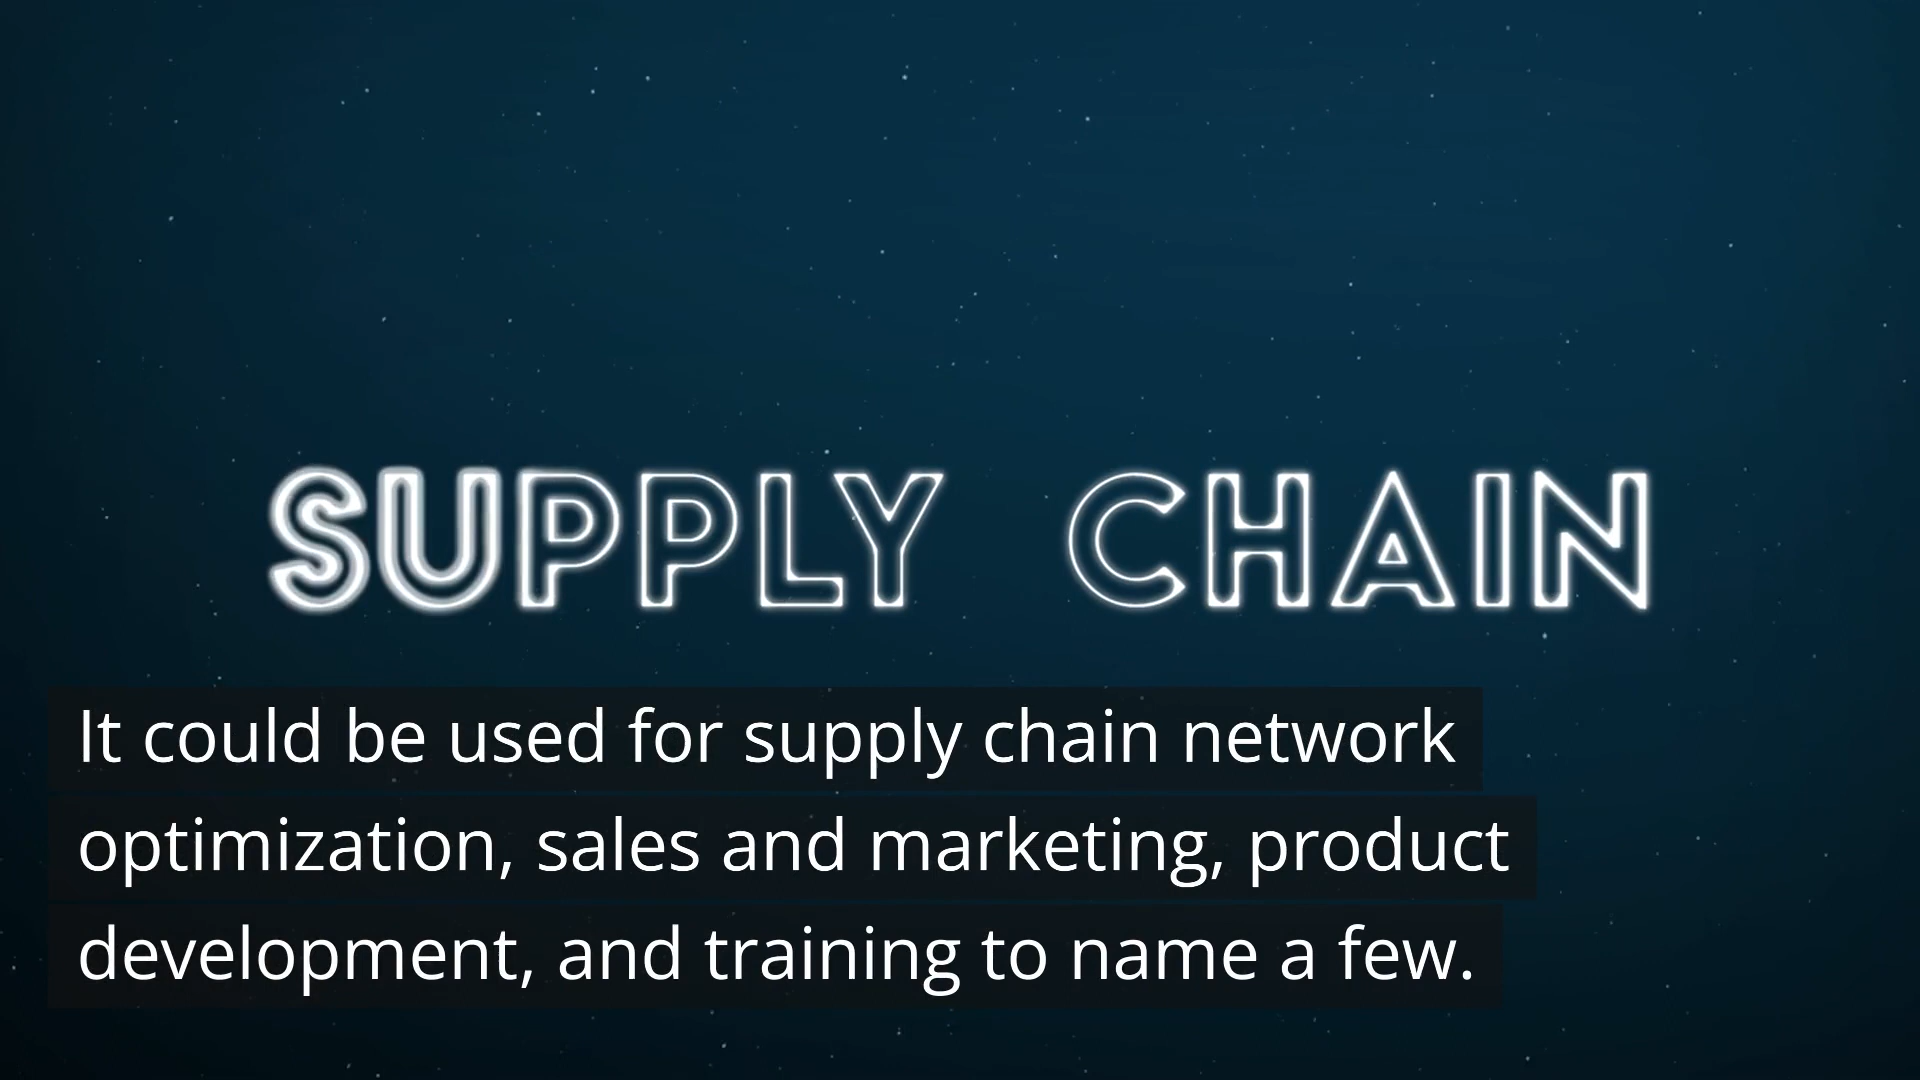 SUPPLY CHAIN
It could be used for supply chain network
optimization, sales and marketing, product
development, and training to name a few.